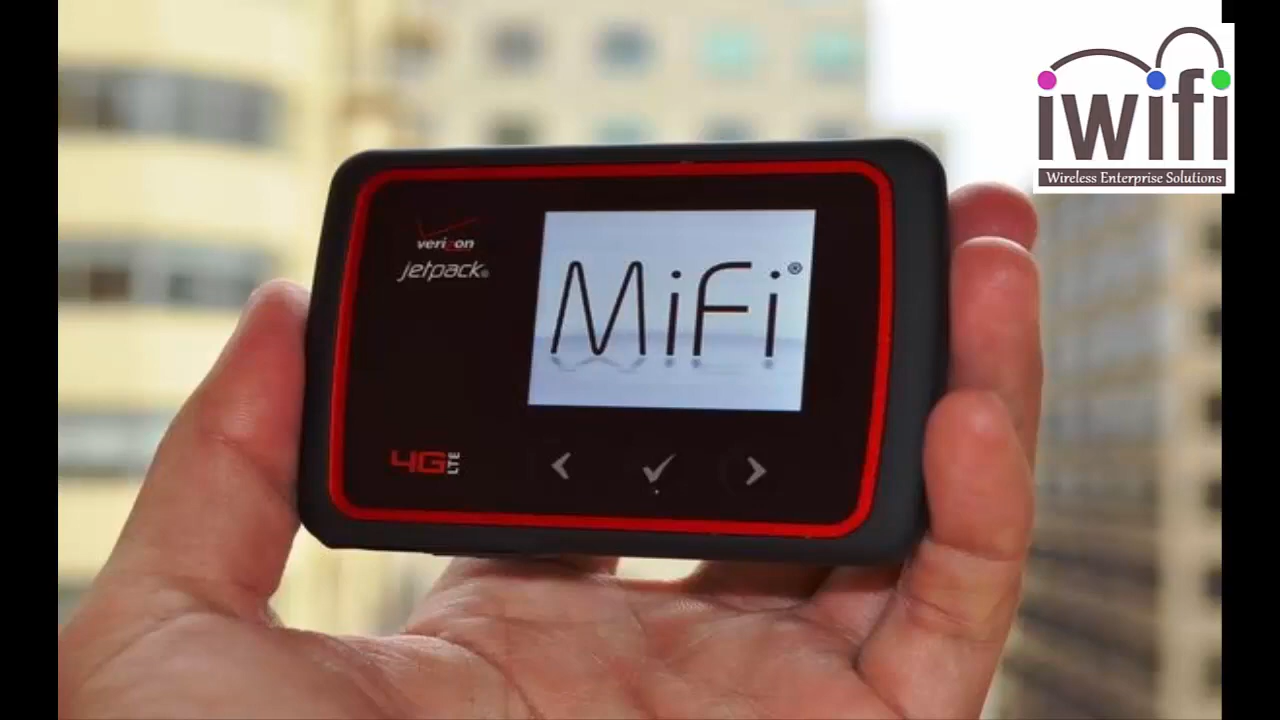 iwifi
Wireless Enterprise Solutions
verizon
jetpack®
MiFi®
4G LTE